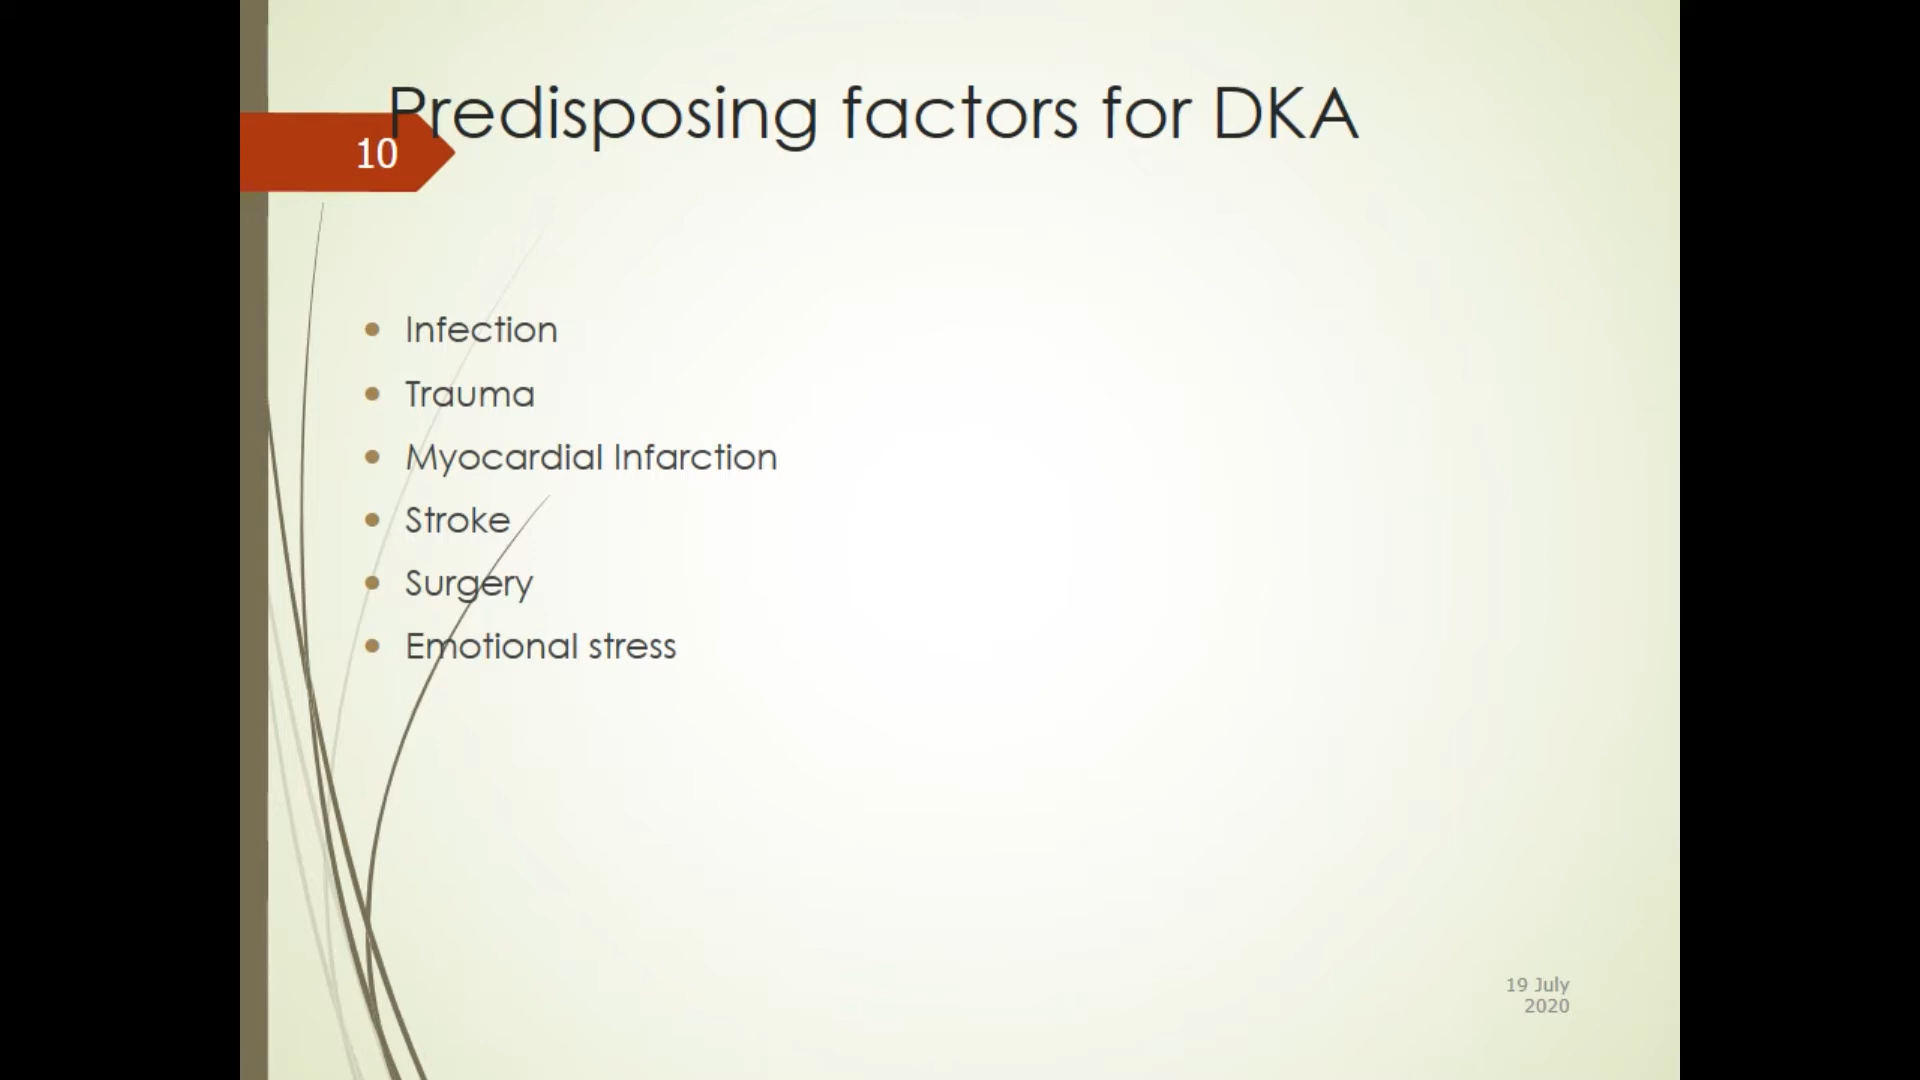 Predisposing factors for DKA
10
Infection
Trauma
Myocardial Infarction
Stroke
Surgery
Emotional stress
19 July
2020